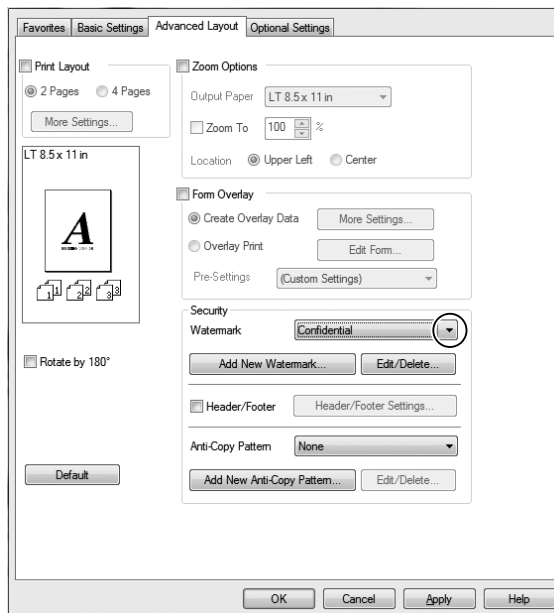 Favorites Basic Settings Advanced Layout Optional Settings
Print Layout
2 Pages 4 Pages
More Settings...
LT 8.5 x 11 in
A
1 1 2 2 3 3
Rotate by 180°
Default
Zoom Options
Output Paper LT 8.5 x 11 in
Zoom To 100 %
Location Upper Left Center
Form Overlay
Create Overlay Data More Settings...
Overlay Print Edit Form...
Pre-Settings (Custom Settings)
Security
Watermark Confidential
Add New Watermark... Edit/Delete...
Header/Footer Header/Footer Settings...
Anti-Copy Pattern None
Add New Anti-Copy Pattern... Edit/Delete...
OK Cancel Apply Help